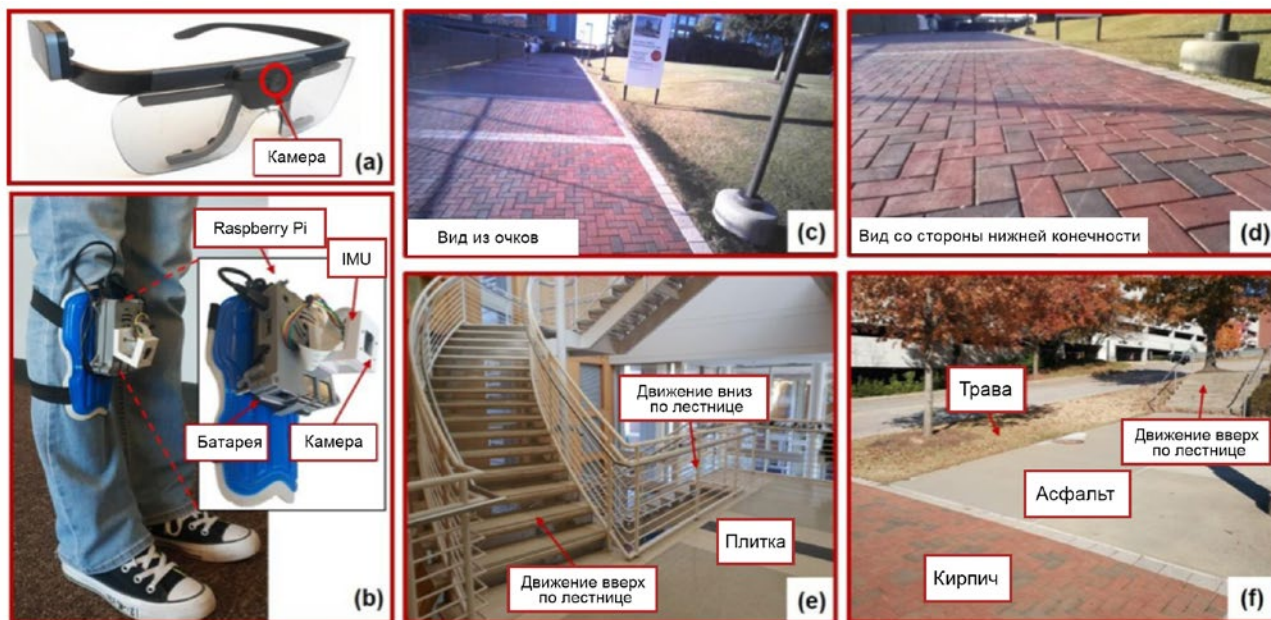 Камера
(a)
Raspberry Pi
IMU
Батарея
Камера
(b)
Вид из очков
(c)
Вид со стороны нижней конечности
(d)
Движение вниз
по лестнице
Плитка
Движение вверх
по лестнице
(e)
Трава
Движение вверх
по лестнице
Асфальт
Кирпич
(f)